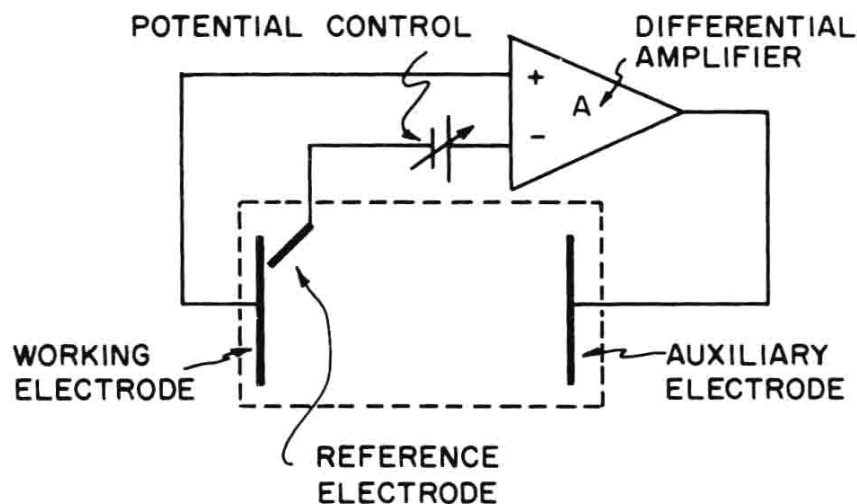 POTENTIAL CONTROL
DIFFERENTIAL
AMPLIFIER
+
A
-
WORKING
ELECTRODE
AUXILIARY
ELECTRODE
REFERENCE
ELECTRODE